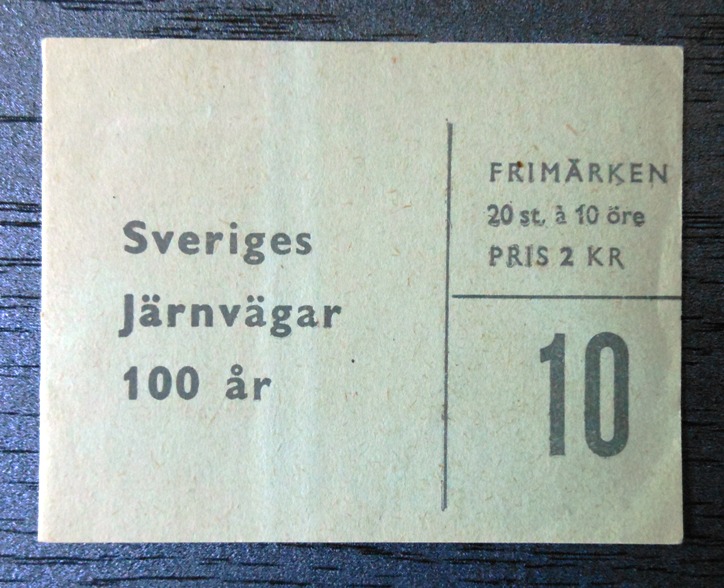 Sveriges
Järnvägar
100 år
FRIMÄRKEN
20 st. à 10 öre
PRIS 2 KR
10